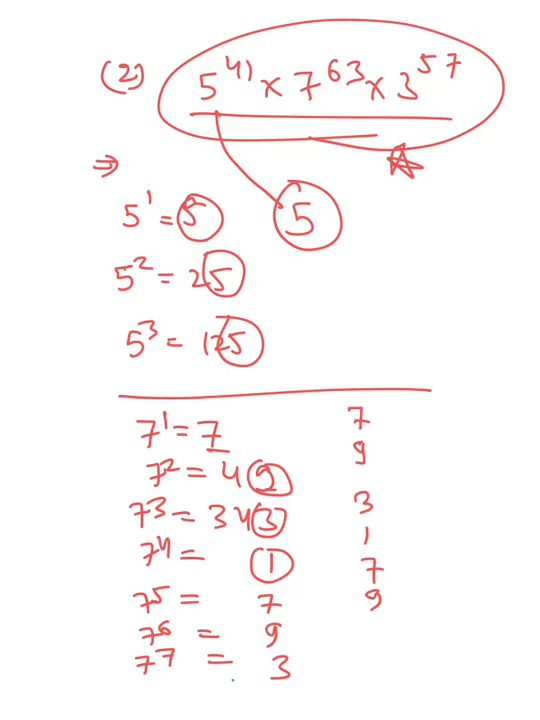 (2) 5^41 x 7^63 x 3^57
⇒
5^1 = 5 5
5^2 = 25
5^3 = 125
7^1 = 7 7
7^2 = 49 9
7^3 = 343 3
7^4 = 1 1
7^5 = 7 7
7^6 = 9 9
7^7 = 3